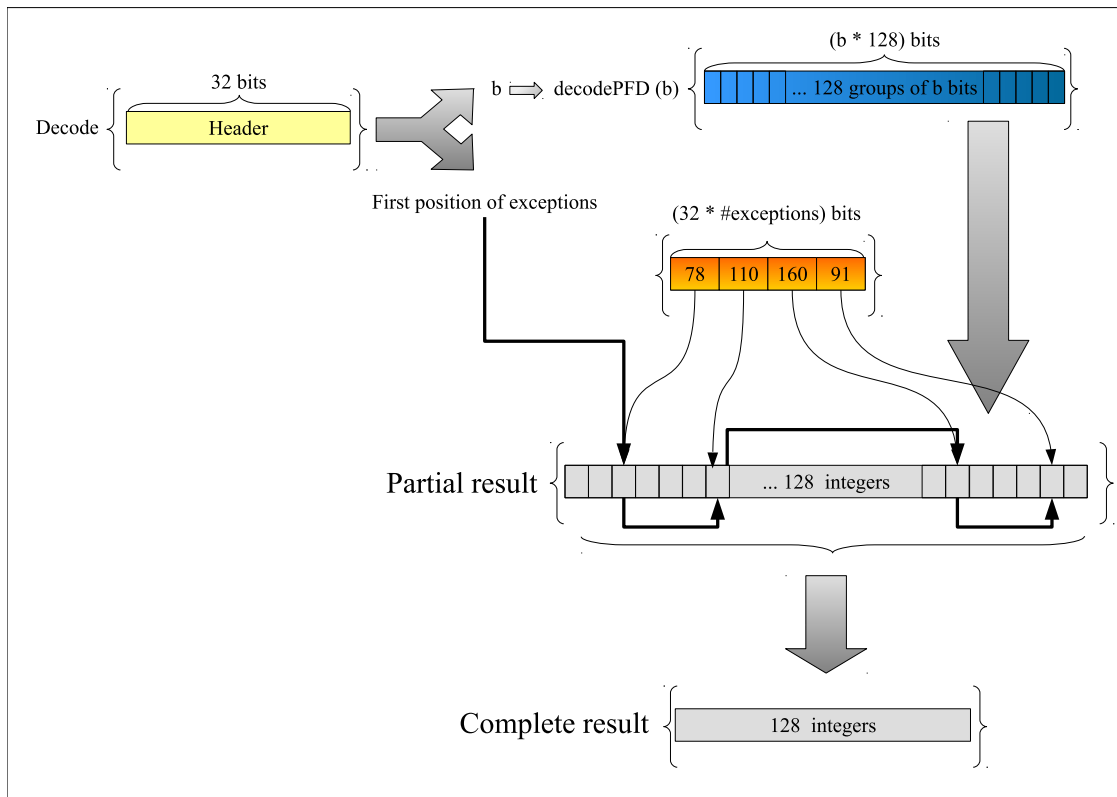 (b * 128) bits
32 bits
b
decodePFD (b)
... 128 groups of b bits
Decode
Header
First position of exceptions
(32 * #exceptions) bits
78 110 160 91
Partial result
... 128 integers
Complete result
128 integers